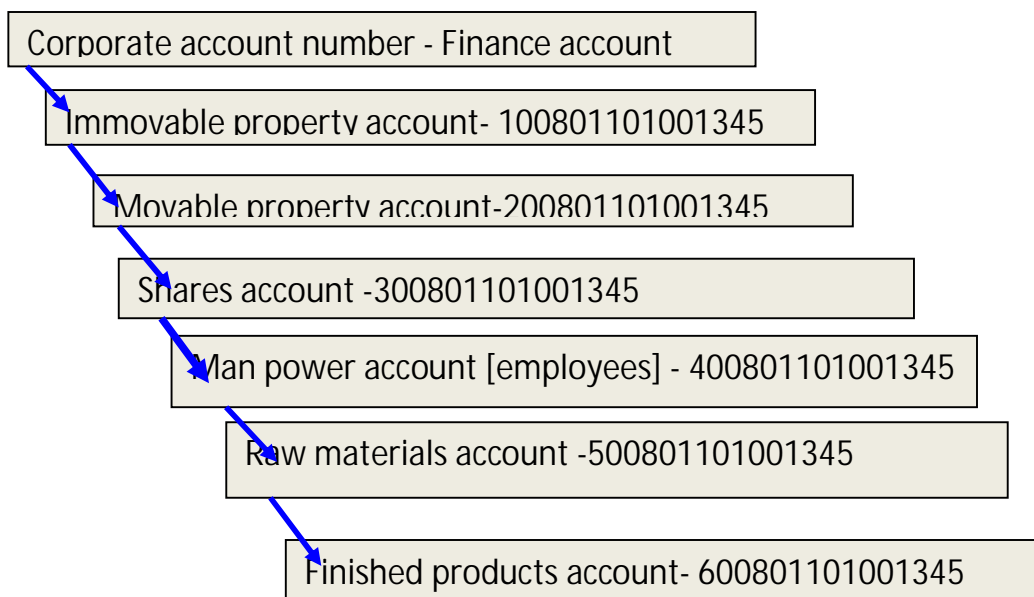 Corporate account number - Finance account
Immovable property account- 100801101001345
Movable property account-200801101001345
Shares account -300801101001345
Man power account [employees] - 400801101001345
Raw materials account -500801101001345
Finished products account- 600801101001345